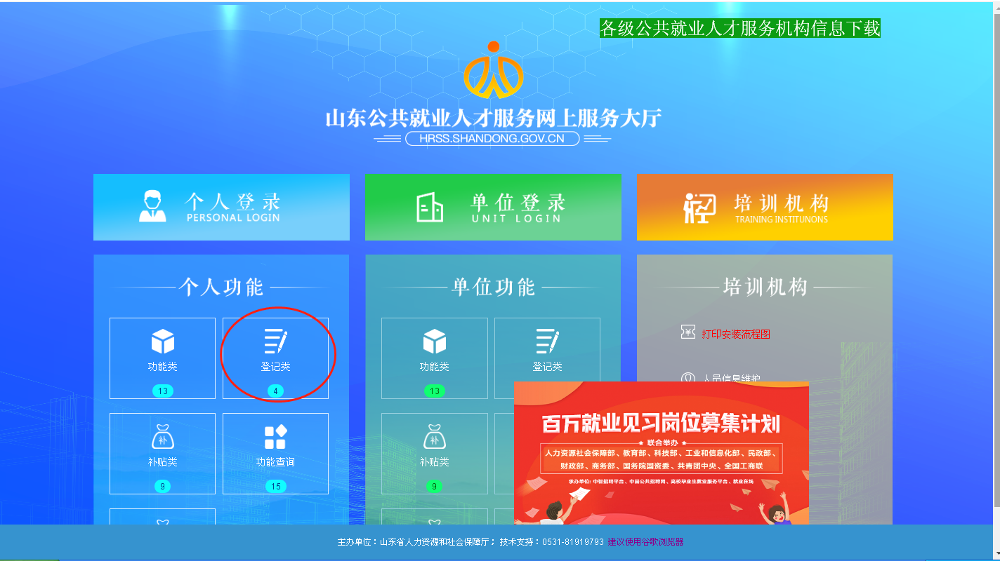 各级公共就业人才服务机构信息下载
山东公共就业人才服务网上服务大厅
HRSS.SHANDONG.GOV.CN
个人登录
PERSONAL LOGIN
单位登录
UNIT LOGIN
培训机构
TRAINING INSTITUNONS
个人功能
功能类
13
登记类
4
补贴类
9
补
功能查询
15
单位功能
功能类
13
登记类
补
补贴类
9
培训机构
打印安装流程图
人员信息维护
百万就业见习岗位募集计划
★ 联合举办 ★
人力资源社会保障部、教育部、科技部、工业和信息化部、民政部、
财政部、商务部、国务院国资委、共青团中央、全国工商联
承办单位: 中智招聘平台、中国公共招聘网、高校毕业生就业服务平台、就业在线
主办单位：山东省人力资源和社会保障厅； 技术支持：0531-81919793 建议使用谷歌浏览器